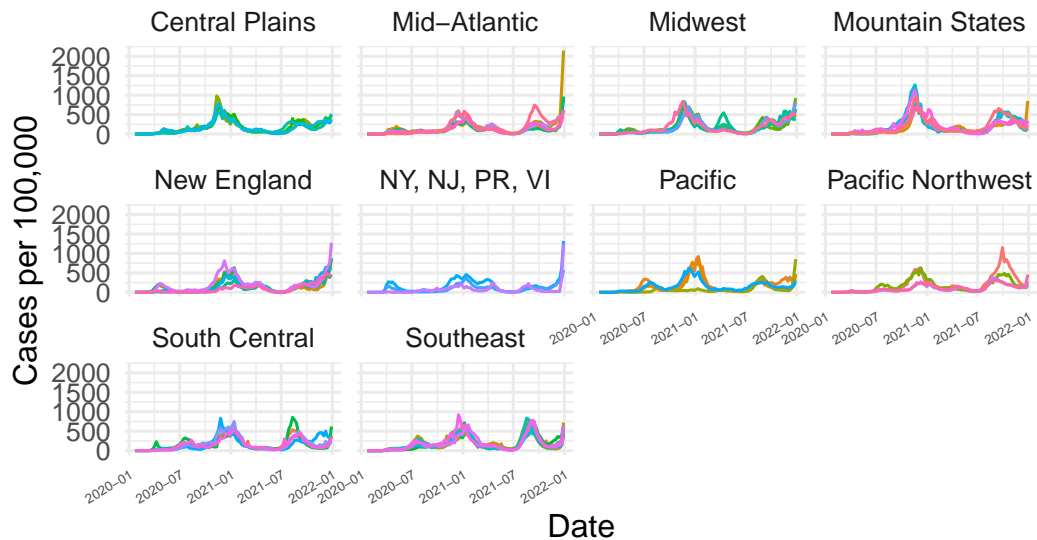 Central Plains Mid−Atlantic Midwest Mountain States
2000
1500
1000
500
0
New England NY, NJ, PR, VI Pacific Pacific Northwest
2000
1500
1000
500
0
2020−01 2020−07 2021−01 2021−07 2022−01 2020−01 2020−07 2021−01 2021−07 2022−01
South Central Southeast
2000
1500
1000
500
0
2020−01 2020−07 2021−01 2021−07 2022−01 2020−01 2020−07 2021−01 2021−07 2022−01
Cases per 100,000
Date